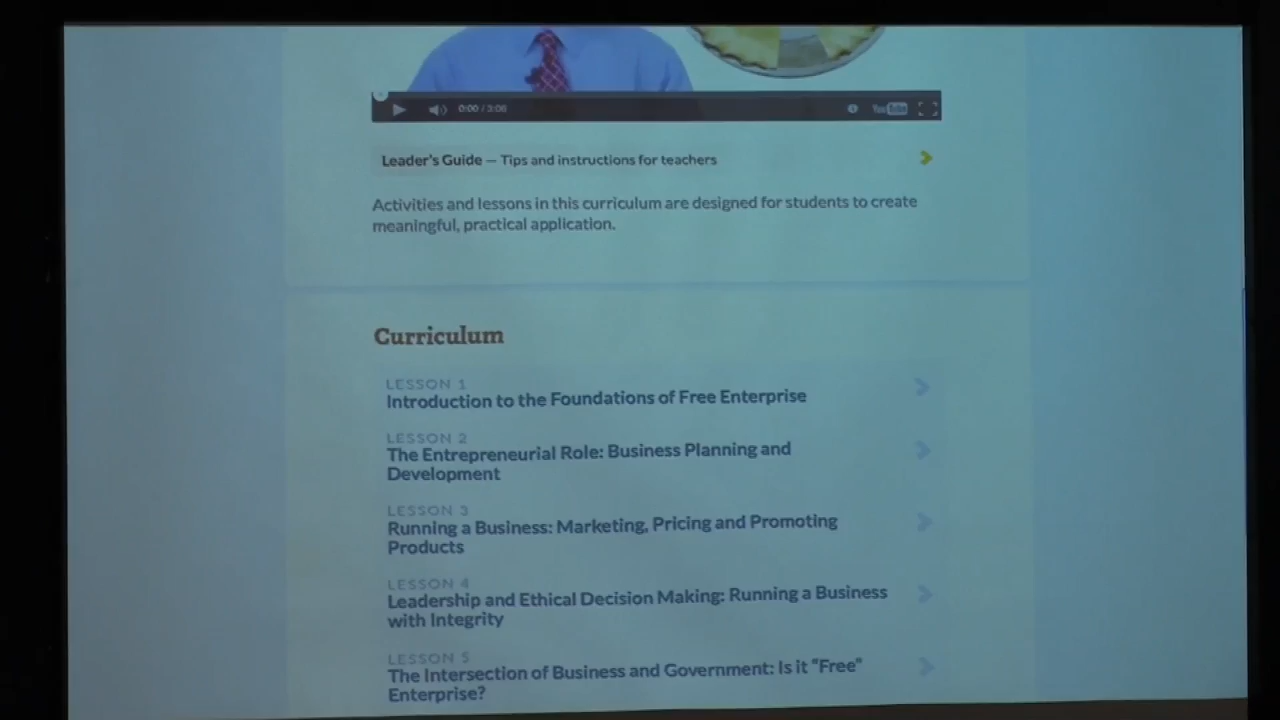 0:00 / 3:06
YouTube
Leader's Guide — Tips and instructions for teachers
Activities and lessons in this curriculum are designed for students to create
meaningful, practical application.
Curriculum
LESSON 1
Introduction to the Foundations of Free Enterprise
LESSON 2
The Entrepreneurial Role: Business Planning and
Development
LESSON 3
Running a Business: Marketing, Pricing and Promoting
Products
LESSON 4
Leadership and Ethical Decision Making: Running a Business
with Integrity
LESSON 5
The Intersection of Business and Government: Is it "Free"
Enterprise?